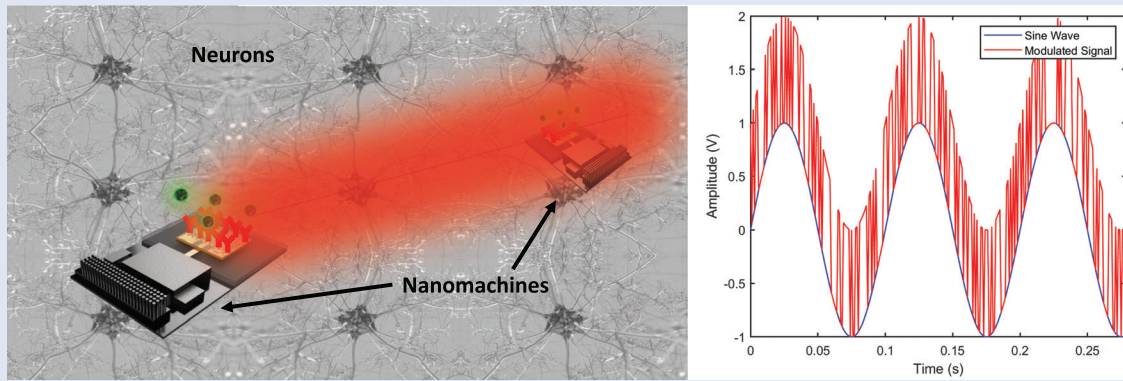 Neurons
Nanomachines
Amplitude (V)
2
1.5
1
0.5
0
-0.5
-1
Sine Wave
Modulated Signal
0
0.05
0.1
0.15
0.2
0.25
Time (s)